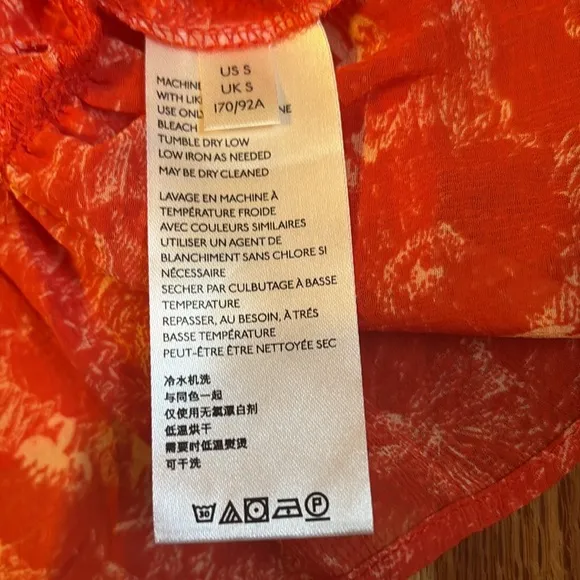 US S
UK S
170/92A
MACHIN
WITH LIK
USE ONL NE
BLEACH
TUMBLE DRY LOW
LOW IRON AS NEEDED
MAY BE DRY CLEANED
LAVAGE EN MACHINE À
TEMPÉRATURE FROIDE
AVEC COULEURS SIMILAIRES
UTILISER UN AGENT DE
BLANCHIMENT SANS CHLORE SI
NÉCESSAIRE
SECHER PAR CULBUTAGE À BASSE
TEMPERATURE
REPASSER, AU BESOIN, À TRÉS
BASSE TEMPÉRATURE
PEUT-ÊTRE ÊTRE NETTOYÉE SEC
冷水机洗
与同色一起
仅使用无氯漂白剂
低温烘干
需要时低温熨烫
可干洗
30
P